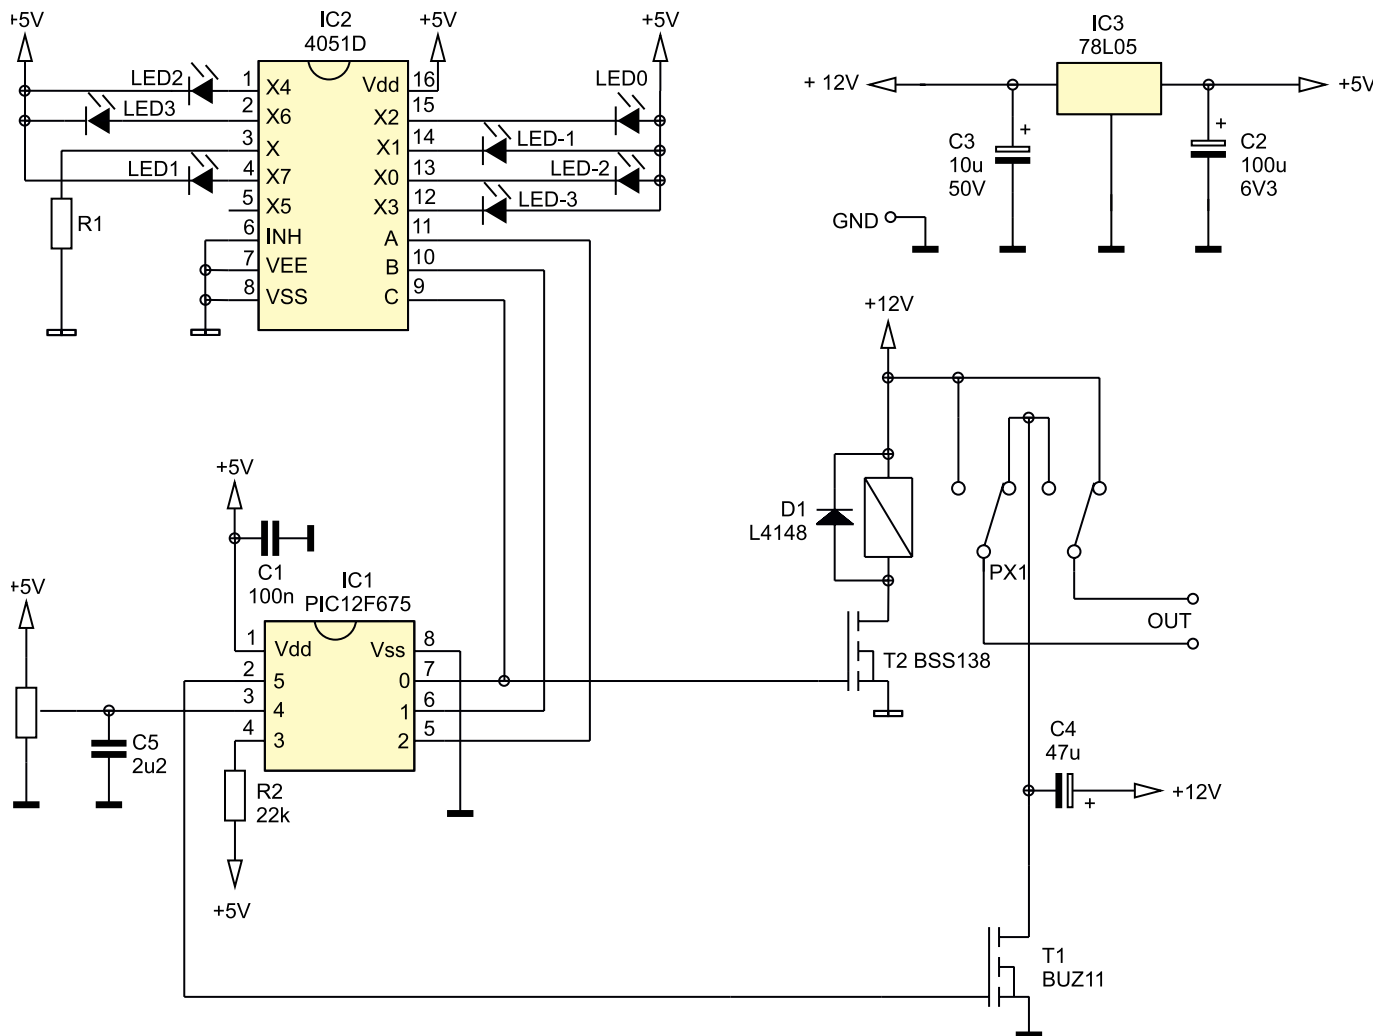 +5V
IC2
4051D
+5V
+5V
LED2
1
X4
Vdd
16
LED0
LED3
2
X6
X2
15
3
X
X1
14
LED-1
LED1
4
X7
X0
13
LED-2
5
X5
X3
12
LED-3
R1
6
INH
A
11
7
VEE
B
10
8
VSS
C
9
IC3
78L05
+ 12V
+5V
+
C3
10u
50V
+
C2
100u
6V3
GND
+12V
D1
L4148
PX1
OUT
T2 BSS138
+5V
C1
100n
IC1
PIC12F675
+5V
1
Vdd
Vss
8
2
5
0
7
3
4
1
6
4
3
2
5
C5
2u2
R2
22k
+5V
C4
47u
+
+12V
T1
BUZ11